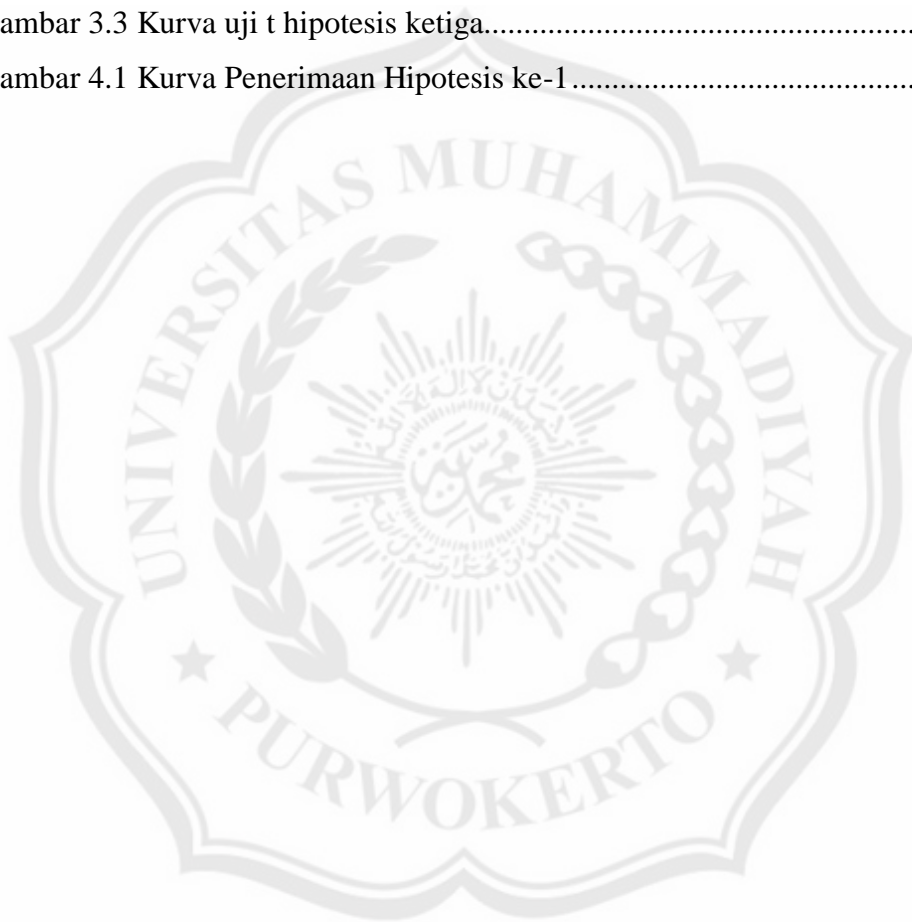 ambar 3.3 Kurva uji t hipotesis ketiga.......................................................
ambar 4.1 Kurva Penerimaan Hipotesis ke-1...........................................
UNIVERSITAS MUHAMMADIYAH
PURWOKERTO